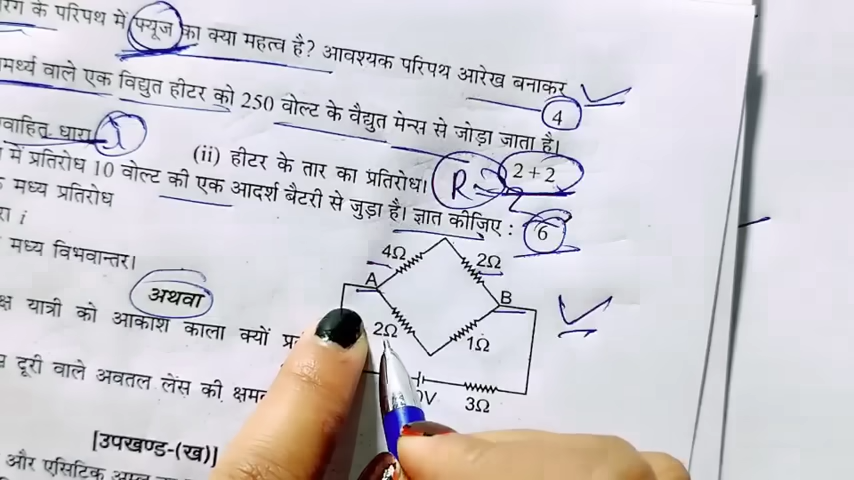 के परिपथ में फ्यूज का क्या महत्व है? आवश्यक परिपथ आरेख बनाकर
4
वाले एक विद्युत हीटर को 250 वोल्ट के वैद्युत मेन्स से जोड़ा जाता है।
धारा (ii) हीटर के तार का प्रतिरोध। R 2 + 2
में प्रतिरोध 10 वोल्ट की एक आदर्श बैटरी से जुड़ा है। ज्ञात कीजिए : 6
मध्य प्रतिरोध
i
मध्य विभवान्तर।
4Ω 2Ω
A B
2Ω 1Ω
V 3Ω
अथवा
यात्री को आकाश काला क्यों
दूरी वाले अवतल लेंस की
[उपखण्ड-(ख)]
और एसिटिक